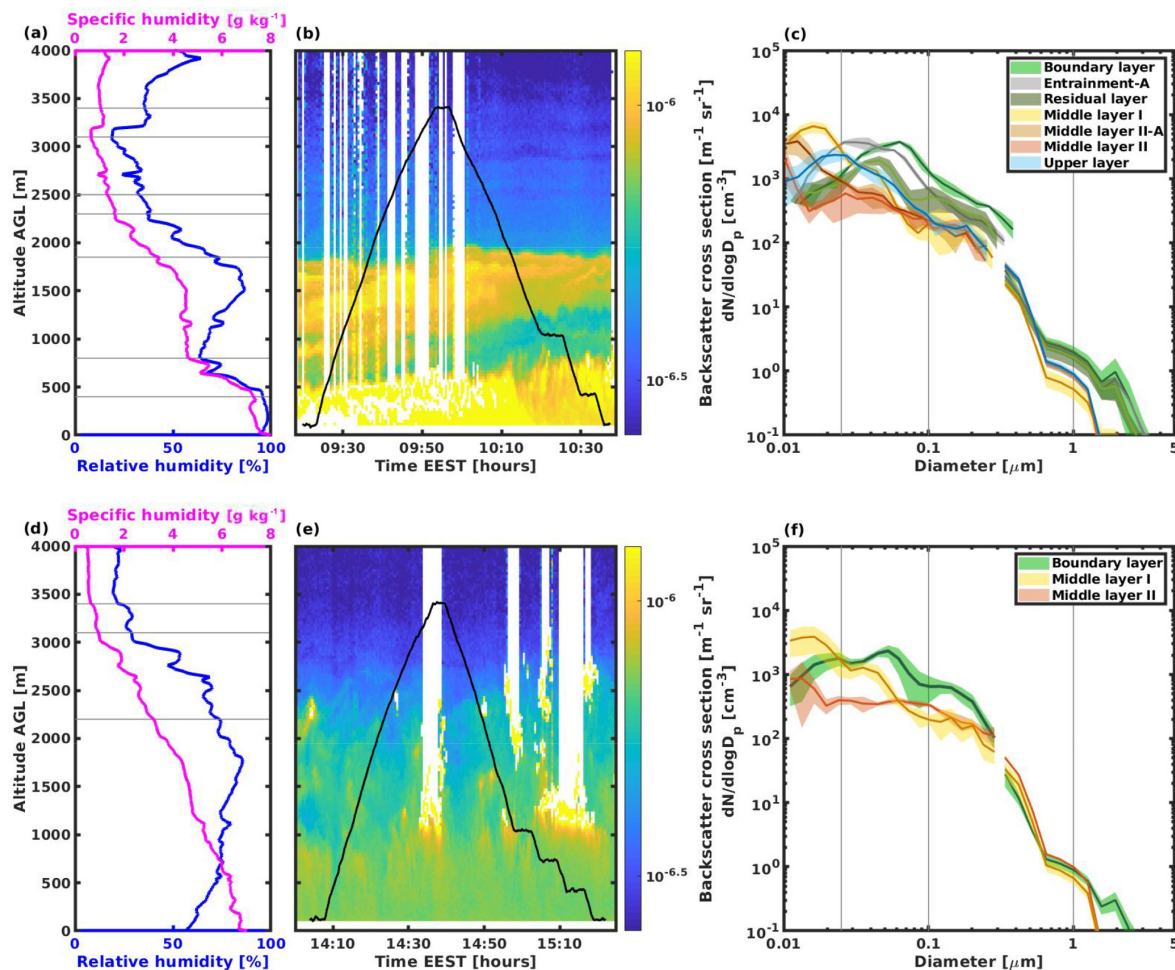 Specific humidity [g kg⁻¹]
(a) 0 2 4 6 8 (b) (c)
4000
3500
3000
2500
2000
1500
1000
500
0
Altitude AGL [m]
0 50 100
Relative humidity [%]
09:30 09:50 10:10 10:30
Time EEST [hours]
10⁻⁶
10⁻⁶·⁵
Backscatter cross section [m⁻¹ sr⁻¹]
dN/dlogDₚ [cm⁻³]
10⁵
10⁴
10³
10²
10¹
10⁰
10⁻¹
Boundary layer
Entrainment-A
Residual layer
Middle layer I
Middle layer II-A
Middle layer II
Upper layer
0.01 0.1 1 5
Diameter [μm]
Specific humidity [g kg⁻¹]
(d) 0 2 4 6 8 (e) (f)
4000
3500
3000
2500
2000
1500
1000
500
0
Altitude AGL [m]
0 50 100
Relative humidity [%]
14:10 14:30 14:50 15:10
Time EEST [hours]
10⁻⁶
10⁻⁶·⁵
Backscatter cross section [m⁻¹ sr⁻¹]
dN/dlogDₚ [cm⁻³]
10⁵
10⁴
10³
10²
10¹
10⁰
10⁻¹
Boundary layer
Middle layer I
Middle layer II
0.01 0.1 1 5
Diameter [μm]